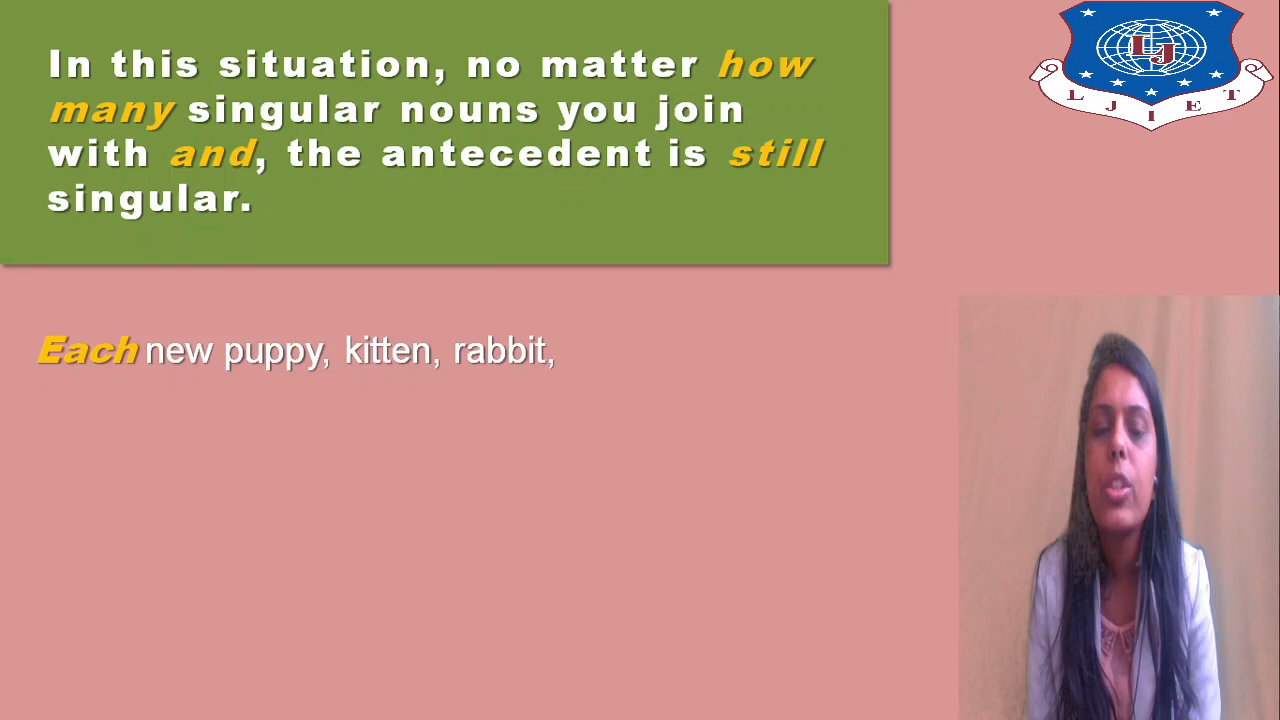 In this situation, no matter how
many singular nouns you join
with and, the antecedent is still
singular.
LJ
L J I E T
Each new puppy, kitten, rabbit,